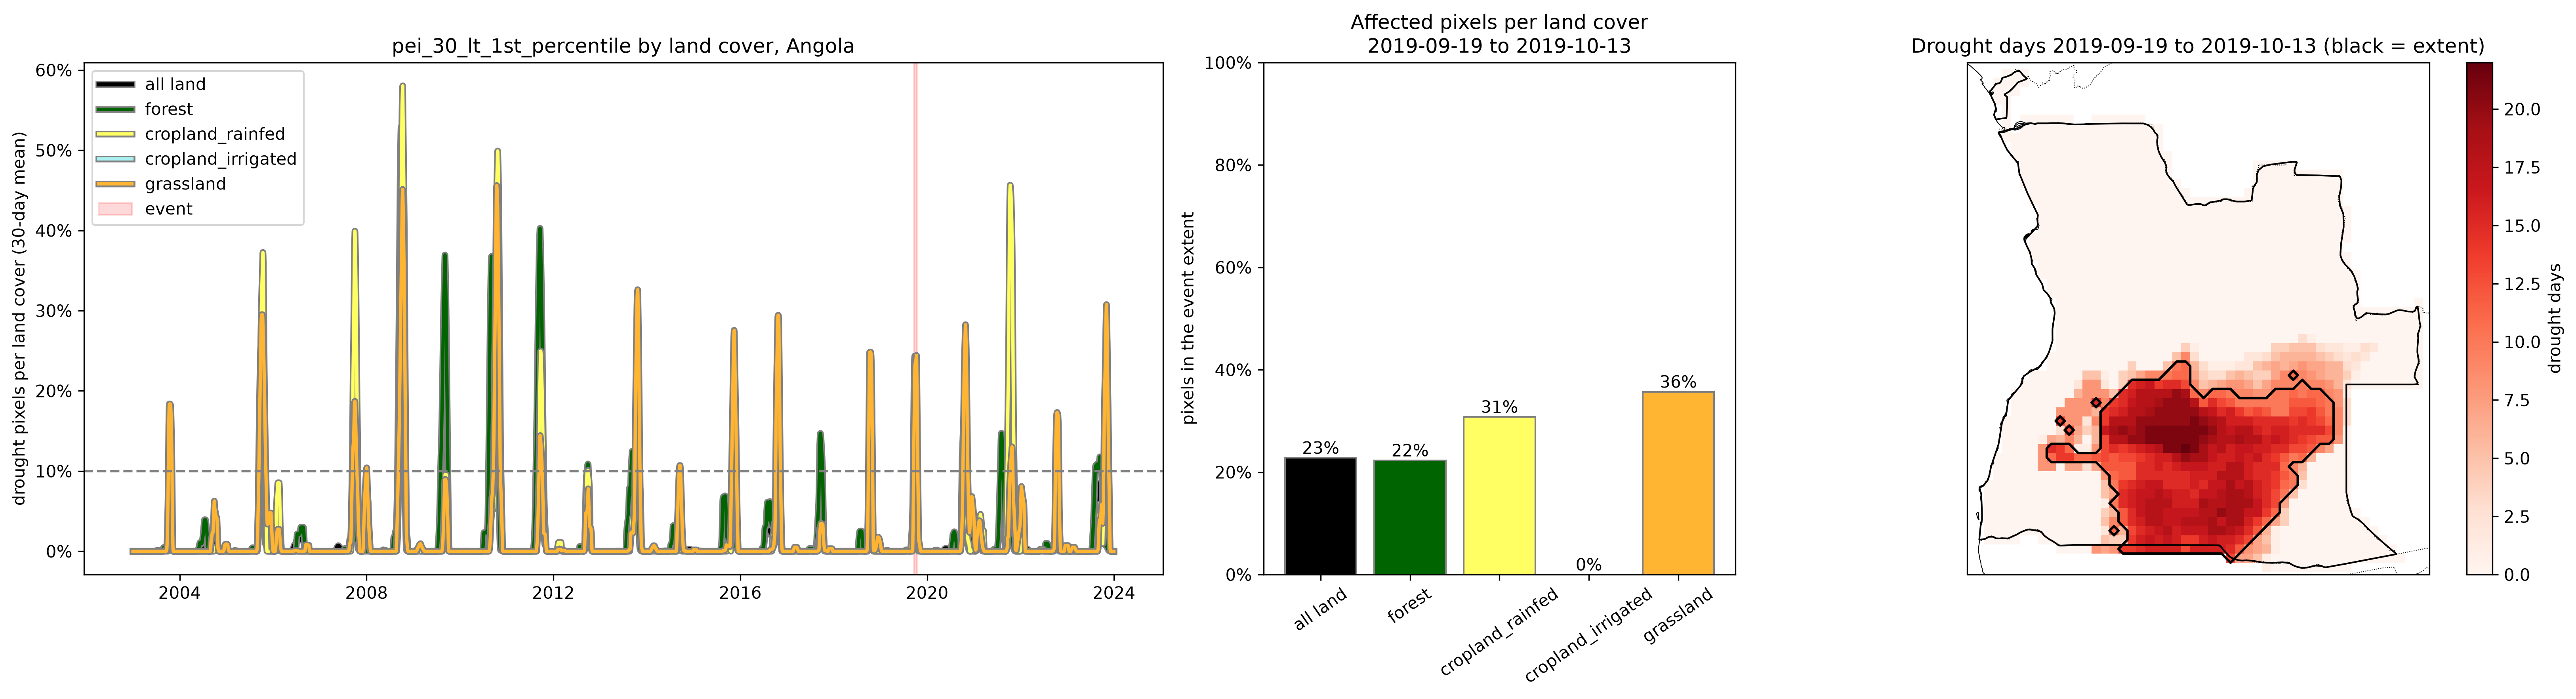 pei_30_lt_1st_percentile by land cover, Angola
drought pixels per land cover (30-day mean)
60%
50%
40%
30%
20%
10%
0%
2004
2008
2012
2016
2020
2024
all land
forest
cropland_rainfed
cropland_irrigated
grassland
event
Affected pixels per land cover
2019-09-19 to 2019-10-13
pixels in the event extent
100%
80%
60%
40%
20%
0%
23%
22%
31%
0%
36%
all land
forest
cropland_rainfed
cropland_irrigated
grassland
Drought days 2019-09-19 to 2019-10-13 (black = extent)
20.0
17.5
15.0
12.5
10.0
7.5
5.0
2.5
0.0
drought days